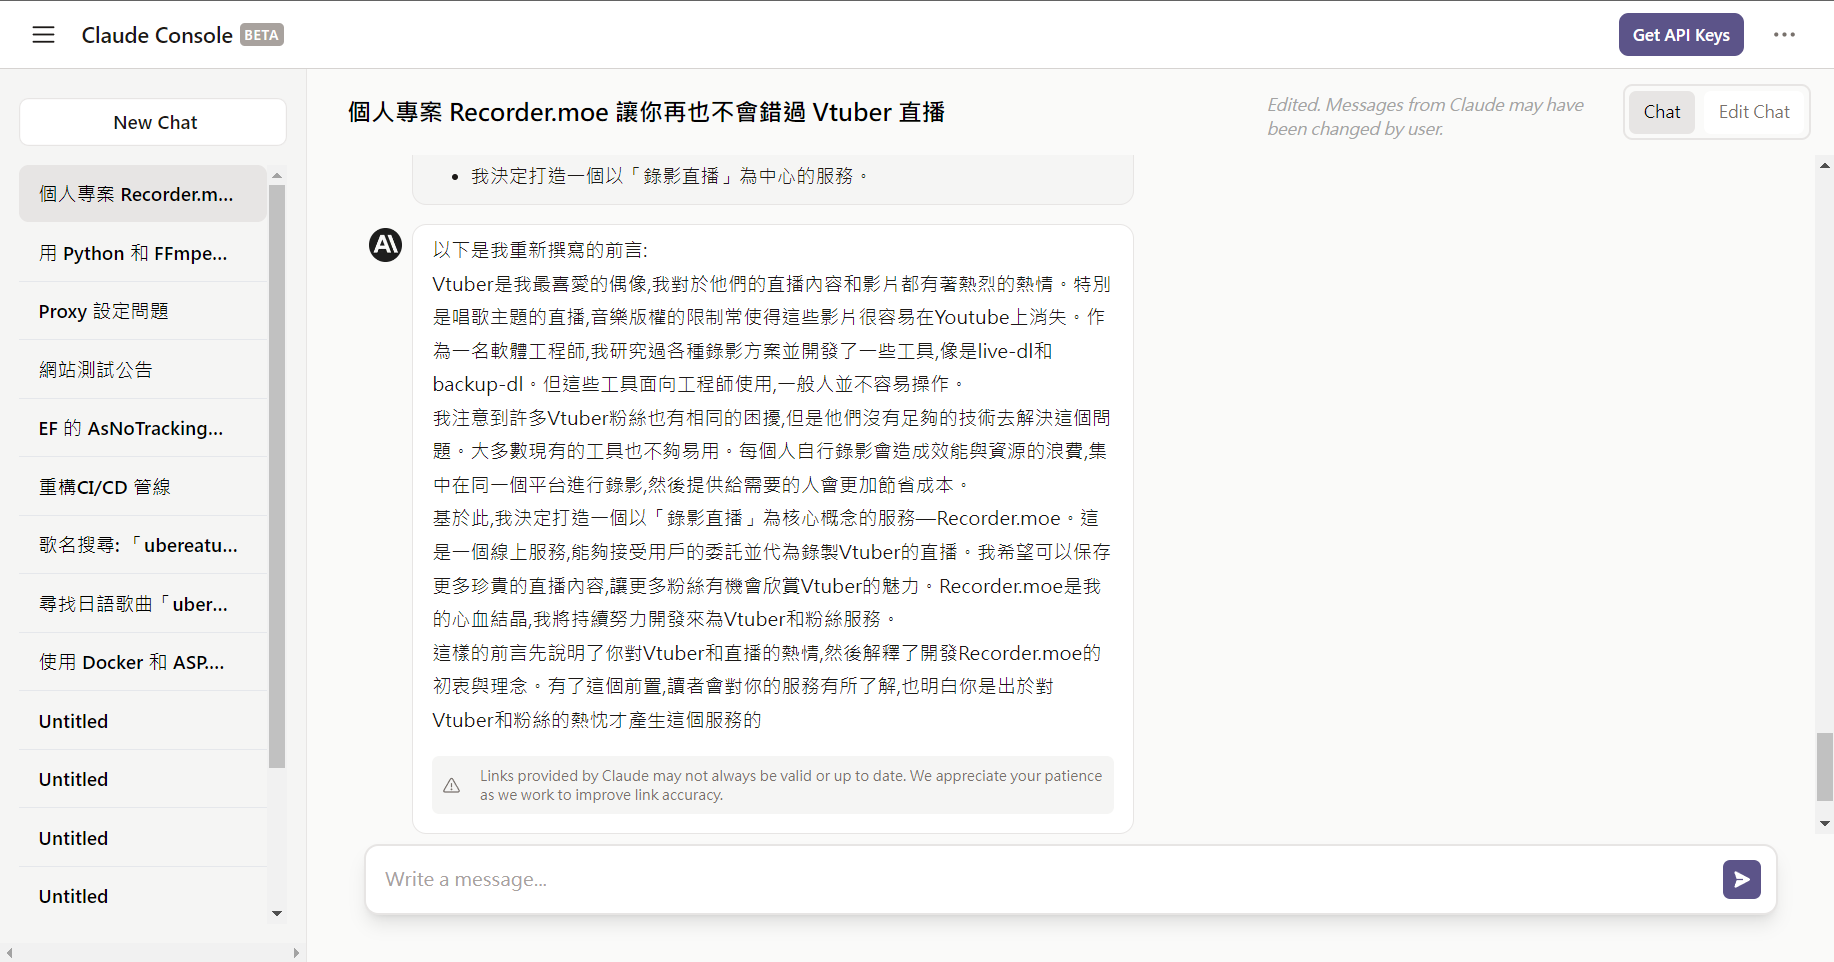 Claude Console BETA
Get API Keys
New Chat
個人專案 Recorder.m...
用 Python 和 FFmpe...
Proxy 設定問題
網站測試公告
EF 的 AsNoTracking...
重構CI/CD 管線
歌名搜尋: 「ubereatu...
尋找日語歌曲「uber...
使用 Docker 和 ASP....
Untitled
Untitled
Untitled
Untitled
個人專案 Recorder.moe 讓你再也不會錯過 Vtuber 直播
Edited. Messages from Claude may have
been changed by user.
Chat
Edit Chat
• 我決定打造一個以「錄影直播」為中心的服務。
以下是我重新撰寫的前言:
Vtuber是我最喜愛的偶像,我對於他們的直播內容和影片都有著熱烈的熱情。特別
是唱歌主題的直播,音樂版權的限制常使得這些影片很容易在Youtube上消失。作
為一名軟體工程師,我研究過各種錄影方案並開發了一些工具,像是live-dl和
backup-dl。但這些工具面向工程師使用,一般人並不容易操作。
我注意到許多Vtuber粉絲也有相同的困擾,但是他們沒有足夠的技術去解決這個問
題。大多數現有的工具也不夠易用。每個人自行錄影會造成效能與資源的浪費,集
中在同一個平台進行錄影,然後提供給需要的人會更加節省成本。
基於此,我決定打造一個以「錄影直播」為核心概念的服務—Recorder.moe。這
是一個線上服務,能夠接受用戶的委託並代為錄製Vtuber的直播。我希望可以保存
更多珍貴的直播內容,讓更多粉絲有機會欣賞Vtuber的魅力。Recorder.moe是我
的心血結晶,我將持續努力開發來為Vtuber和粉絲服務。
這樣的前言先說明了你對Vtuber和直播的熱情,然後解釋了開發Recorder.moe的
初衷與理念。有了這個前置,讀者會對你的服務有所了解,也明白你是出於對
Vtuber和粉絲的熱忱才產生這個服務的
Links provided by Claude may not always be valid or up to date. We appreciate your patience
as we work to improve link accuracy.
Write a message...